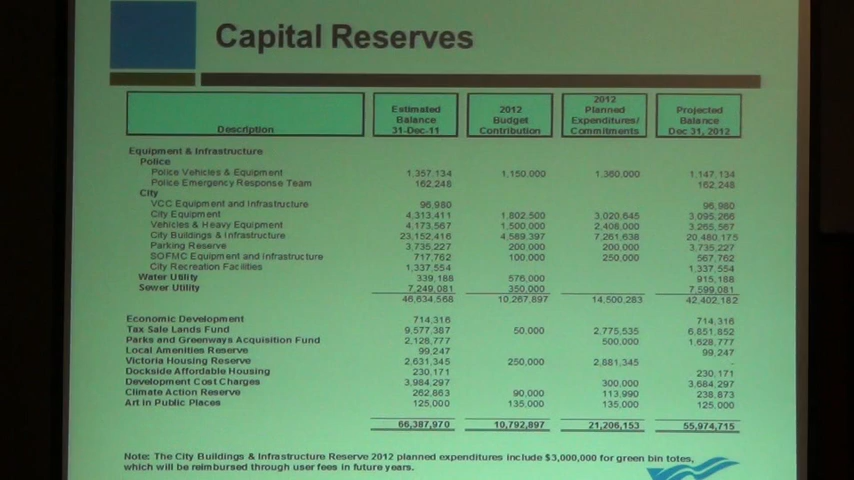 Capital Reserves
Description Estimated Balance 31-Dec-11 2012 Budget Contribution 2012 Planned Expenditures/ Commitments Projected Balance Dec 31, 2012
Equipment & Infrastructure
Police
Police Vehicles & Equipment 1,357,134 1,150,000 1,360,000 1,147,134
Police Emergency Response Team 162,248 162,248
City
VCC Equipment and Infrastructure 96,980 96,980
City Equipment 4,313,411 1,802,500 3,020,645 3,095,266
Vehicles & Heavy Equipment 4,173,567 1,500,000 2,408,000 3,265,567
City Buildings & Infrastructure 23,152,416 4,589,397 7,261,638 20,480,175
Parking Reserve 3,735,227 200,000 200,000 3,735,227
SOFMC Equipment and Infrastructure 717,762 100,000 250,000 567,762
City Recreation Facilities 1,337,554 1,337,554
Water Utility 339,188 576,000 915,188
Sewer Utility 7,249,081 350,000 7,599,081
46,634,568 10,267,897 14,500,283 42,402,182
Economic Development 714,316 714,316
Tax Sale Lands Fund 9,577,387 50,000 2,775,535 6,851,852
Parks and Greenways Acquisition Fund 2,128,777 500,000 1,628,777
Local Amenities Reserve 99,247 99,247
Victoria Housing Reserve 2,631,345 250,000 2,881,345 -
Dockside Affordable Housing 230,171 230,171
Development Cost Charges 3,984,297 300,000 3,684,297
Climate Action Reserve 262,863 90,000 113,990 238,873
Art in Public Places 125,000 135,000 135,000 125,000
66,387,970 10,792,897 21,206,153 55,974,715
Note: The City Buildings & Infrastructure Reserve 2012 planned expenditures include $3,000,000 for green bin totes,
which will be reimbursed through user fees in future years.